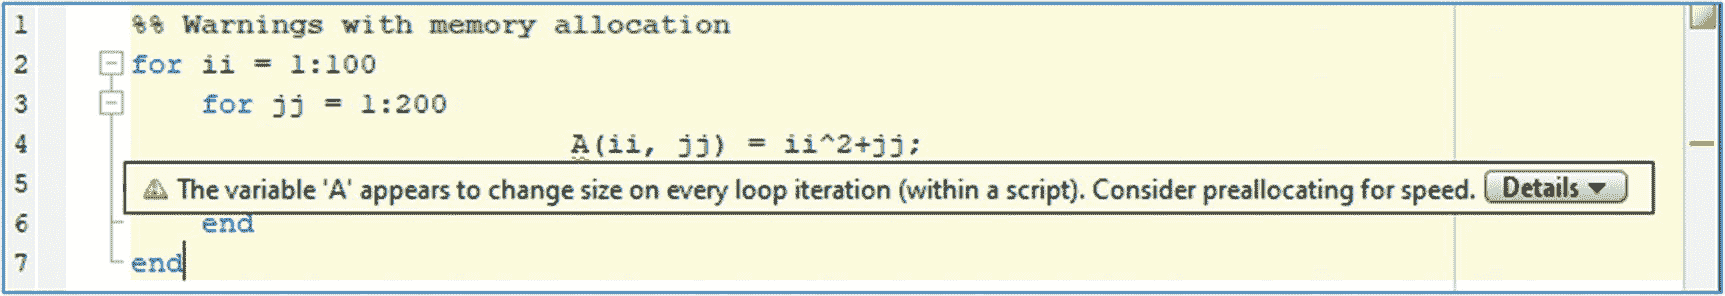 1 %% Warnings with memory allocation
2 for ii = 1:100
3 for jj = 1:200
4 A(ii, jj) = ii^2+jj;
5 The variable 'A' appears to change size on every loop iteration (within a script). Consider preallocating for speed. Details
6 end
7 end